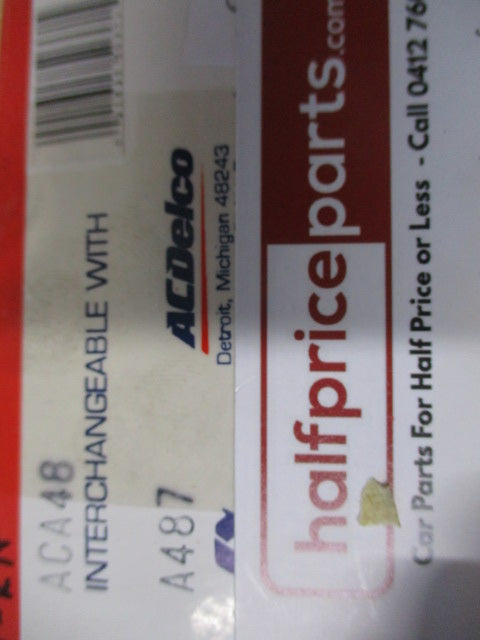 ACA48
INTERCHANGEABLE WITH
A487
ACDelco
Detroit, Michigan 48243
halfpriceparts.com
Car Parts For Half Price or Less - Call 0412 76